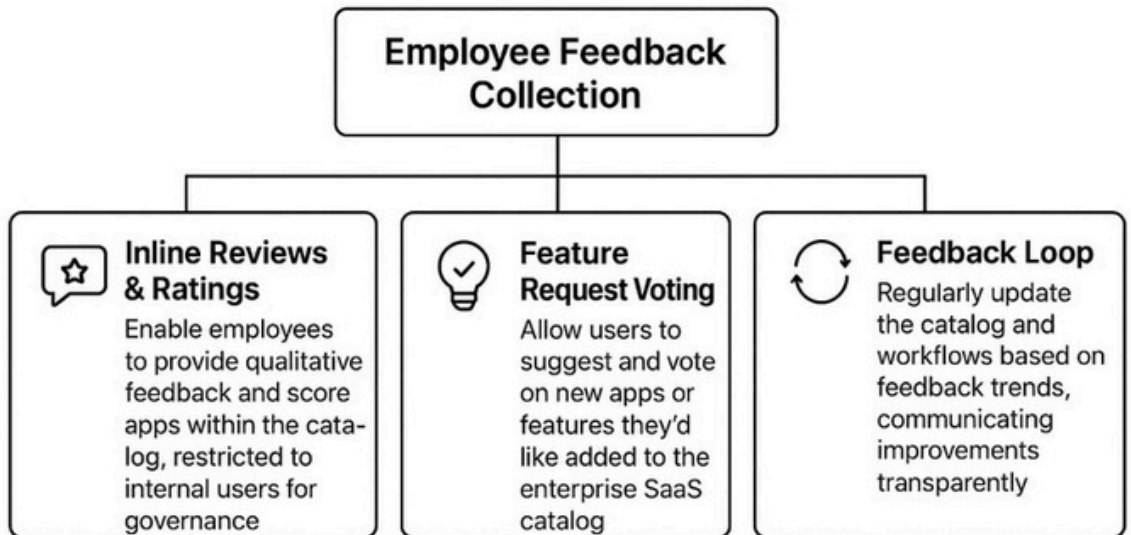 Employee Feedback
Collection
Inline Reviews
& Ratings
Enable employees
to provide qualitative
feedback and score
apps within the cata-
log, restricted to
internal users for
governance
Feature
Request Voting
Allow users to
suggest and vote
on new apps or
features they'd
like added to the
enterprise SaaS
catalog
Feedback Loop
Regularly update
the catalog and
workflows based on
feedback trends,
communicating
improvements
transparently